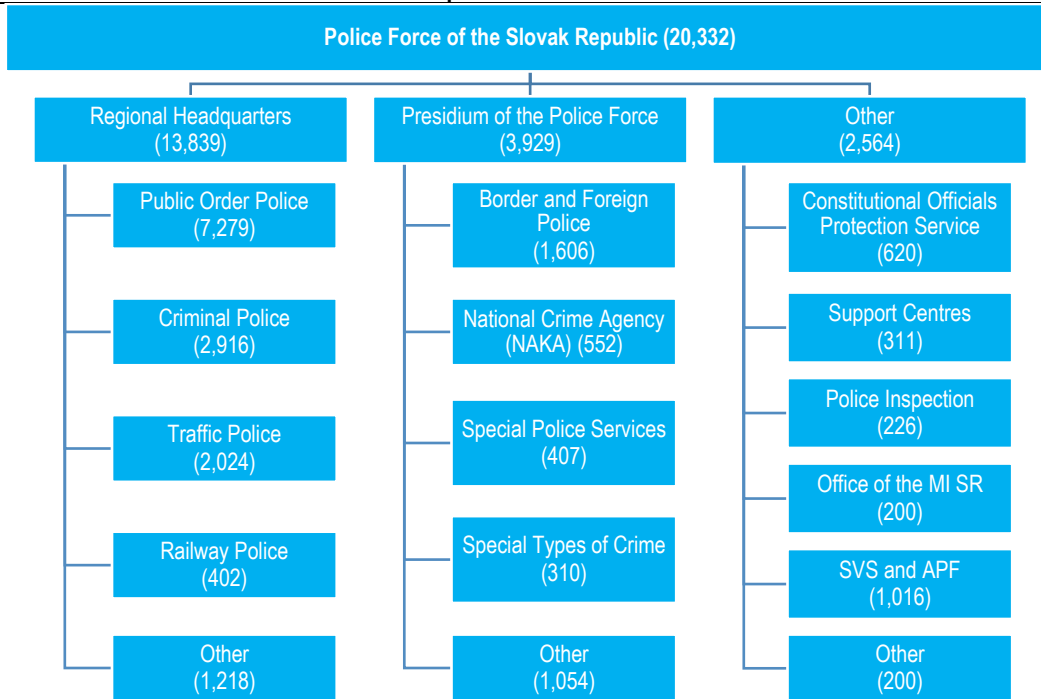 Police Force of the Slovak Republic (20,332)
Regional Headquarters
(13,839)
Public Order Police
(7,279)
Criminal Police
(2,916)
Traffic Police
(2,024)
Railway Police
(402)
Other
(1,218)
Presidium of the Police Force
(3,929)
Border and Foreign
Police
(1,606)
National Crime Agency
(NAKA) (552)
Special Police Services
(407)
Special Types of Crime
(310)
Other
(1,054)
Other
(2,564)
Constitutional Officials
Protection Service
(620)
Support Centres
(311)
Police Inspection
(226)
Office of the MI SR
(200)
SVS and APF
(1,016)
Other
(200)